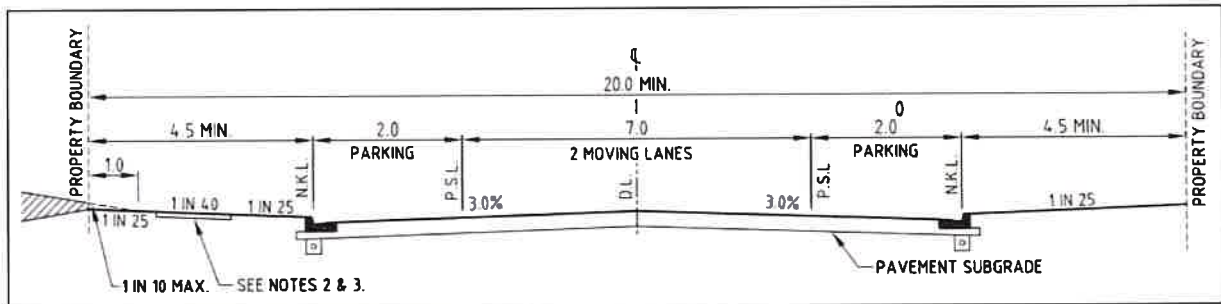 PROPERTY BOUNDARY
PROPERTY BOUNDARY
℄
20.0 MIN.
O
4.5 MIN.
2.0
7.0
2.0
4.5 MIN.
PARKING
2 MOVING LANES
PARKING
1.0
N.K.L.
P.S.L.
D.L.
P.S.L
N.K.L.
1 IN 25
1 IN 40
1 IN 25
3.0%
3.0%
1 IN 25
1 IN 10 MAX.
SEE NOTES 2 & 3.
PAVEMENT SUBGRADE